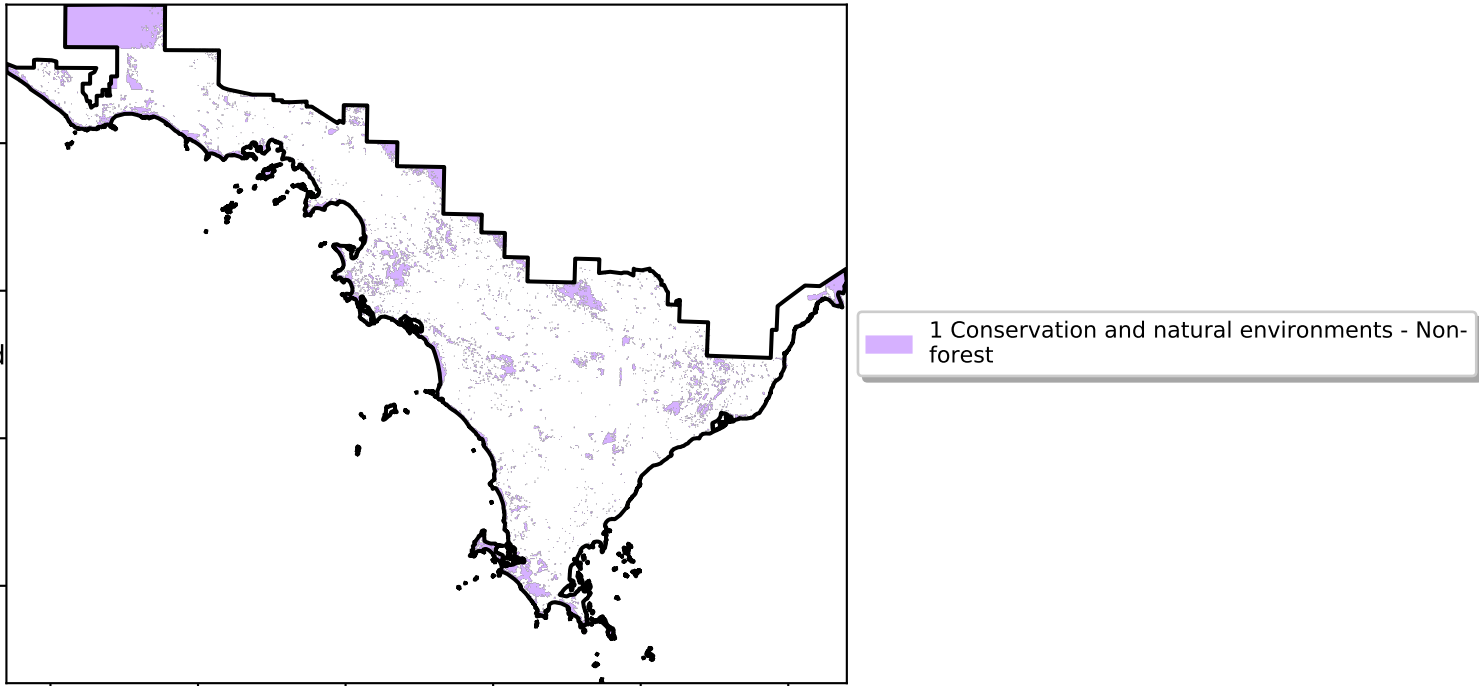 1 Conservation and natural environments - Non-
forest